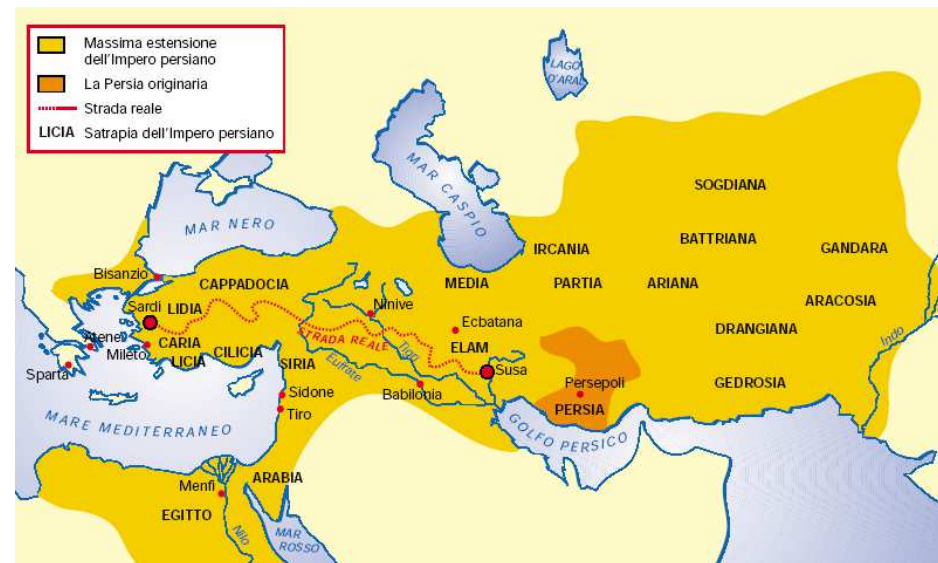 Massima estensione
dell'Impero persiano
La Persia originaria
Strada reale
LICIA Satrapia dell'Impero persiano
LAGO
D'ARAL
MAR CASPIO
MAR NERO
SOGDIANA
BATTRIANA
GANDARA
IRCANIA
Bisanzio
CAPPADOCIA
MEDIA
PARTIA
ARIANA
Sardi
LIDIA
Ninive
ARACOSIA
Ecbatana
DRANGIANA
Atene
Mileto
CARIA
STRADA REALE
Tigri
ELAM
Indo
LICIA
CILICIA
SIRIA
Eufrate
Susa
Sparta
Persepoli
GEDROSIA
Sidone
Babilonia
PERSIA
Tiro
MARE MEDITERRANEO
GOLFO PERSICO
Menfi
ARABIA
EGITTO
Nilo
MAR
ROSSO